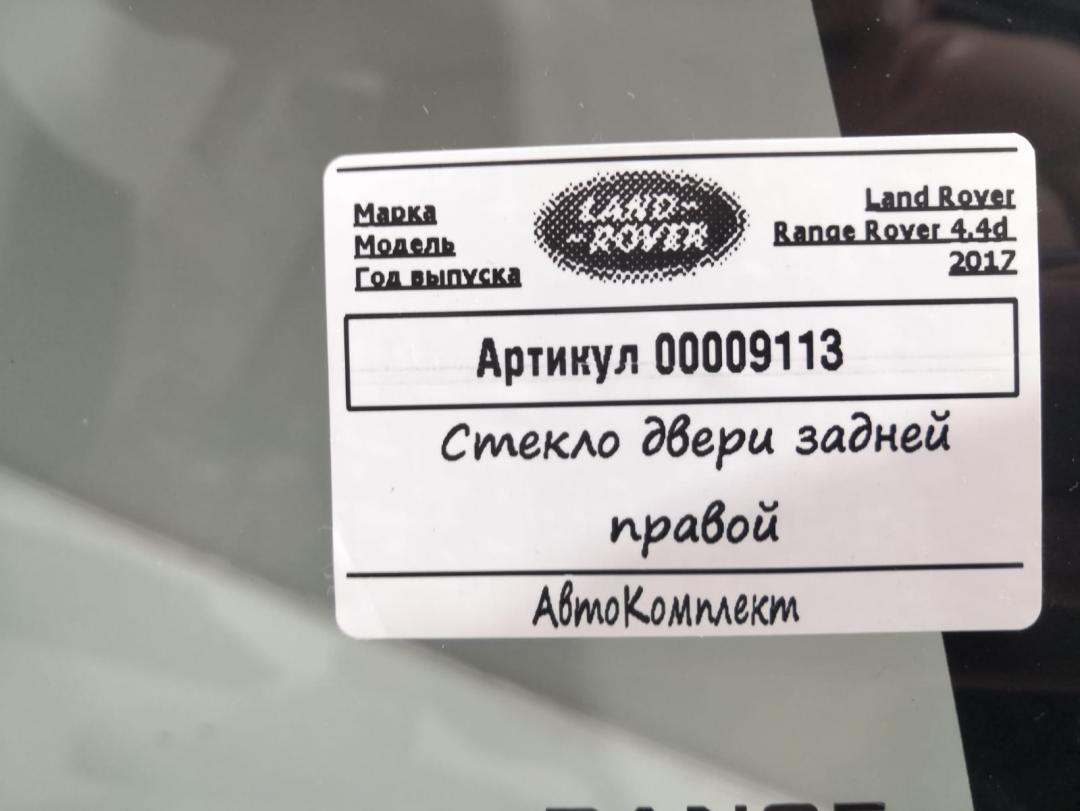 Марка
Модель
Год выпуска
LAND-
-ROVER
Land Rover
Range Rover 4.4d
2017
Артикул 00009113
Стекло двери задней
правой
АвтоКомплект